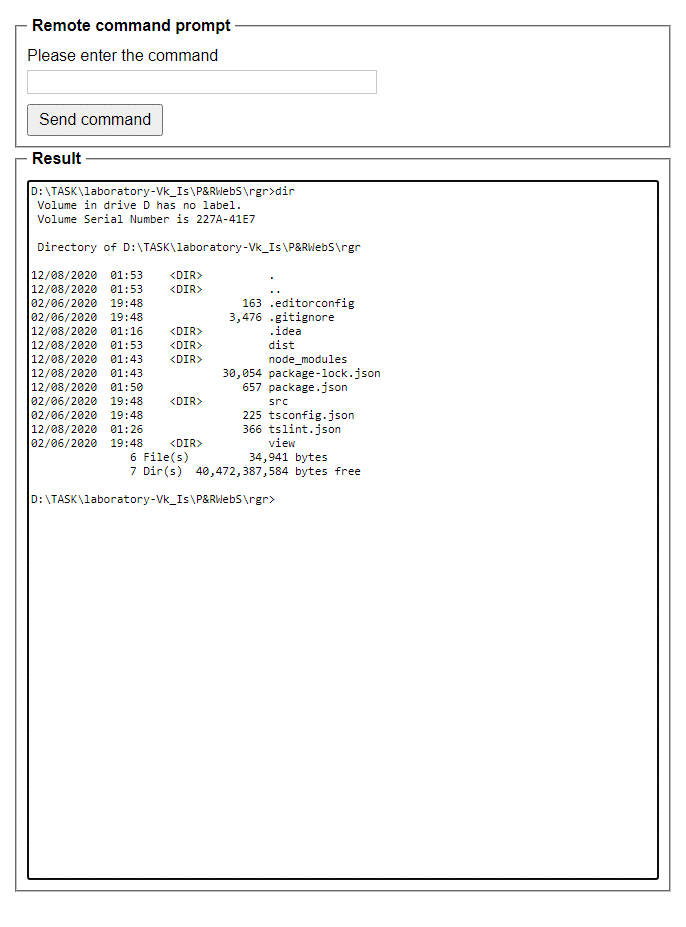 Remote command prompt
Please enter the command
Send command
Result
D:\TASK\laboratory-Vk_Is\P&RWebS\rgr>dir
 Volume in drive D has no label.
 Volume Serial Number is 227A-41E7

 Directory of D:\TASK\laboratory-Vk_Is\P&RWebS\rgr

12/08/2020  01:53    <DIR>          .
12/08/2020  01:53    <DIR>          ..
02/06/2020  19:48               163 .editorconfig
02/06/2020  19:48             3,476 .gitignore
12/08/2020  01:16    <DIR>          .idea
12/08/2020  01:53    <DIR>          dist
12/08/2020  01:43    <DIR>          node_modules
12/08/2020  01:43            30,054 package-lock.json
12/08/2020  01:50               657 package.json
02/06/2020  19:48    <DIR>          src
02/06/2020  19:48               225 tsconfig.json
12/08/2020  01:26               366 tslint.json
02/06/2020  19:48    <DIR>          view
               6 File(s)         34,941 bytes
               7 Dir(s)  40,472,387,584 bytes free

D:\TASK\laboratory-Vk_Is\P&RWebS\rgr>